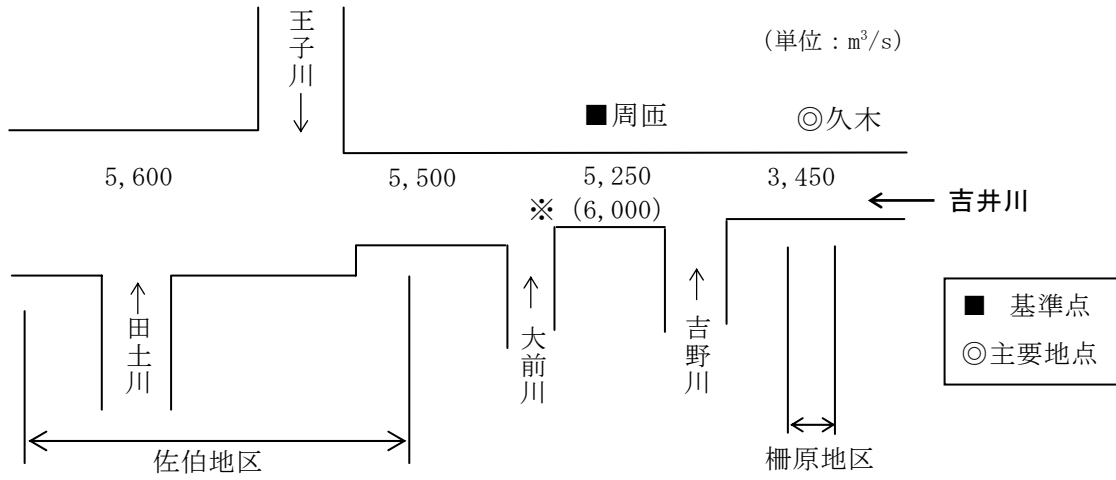 王子川
(単位：m³/s)
■周匝
◎久木
5,600
5,500
5,250
3,450
※ (6,000)
吉井川
田土川
大前川
吉野川
■ 基準点
◎主要地点
佐伯地区
柵原地区